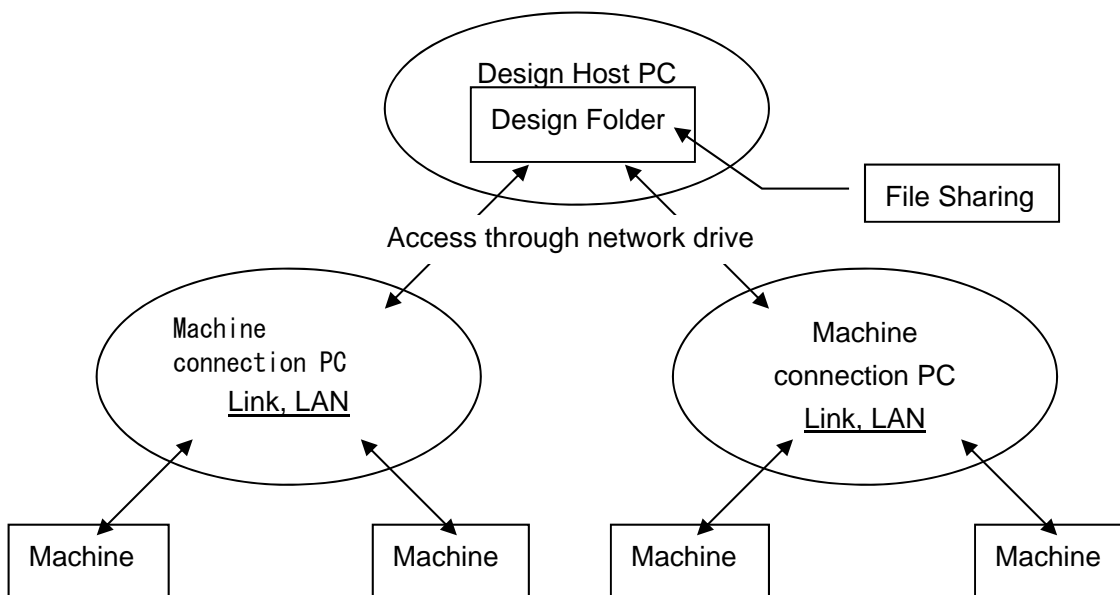 Design Host PC
Design Folder
File Sharing
Access through network drive
Machine
connection PC
Link, LAN
Machine
connection PC
Link, LAN
Machine
Machine
Machine
Machine